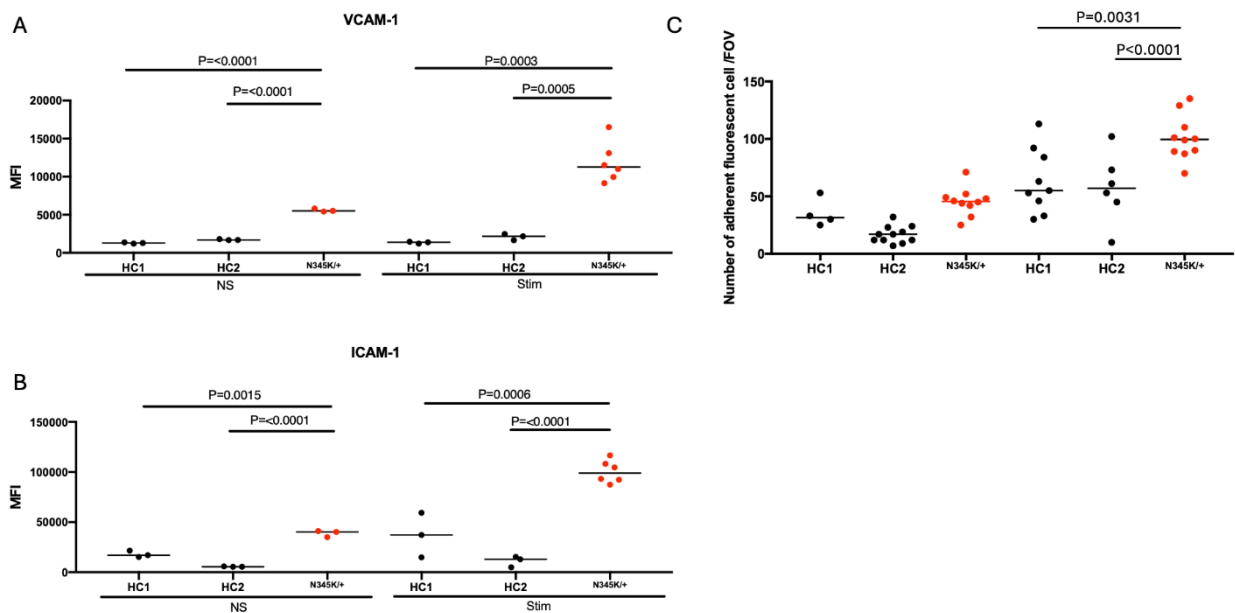 A
VCAM-1
P=<0.0001
P=0.0003
P=<0.0001
P=0.0005
20000
15000
10000
5000
0
MFI
HC1
HC2
N345K/+
HC1
HC2
N345K/+
NS
Stim
B
ICAM-1
P=0.0015
P=0.0006
P=<0.0001
P=<0.0001
150000
100000
50000
0
MFI
HC1
HC2
N345K/+
HC1
HC2
N345K/+
NS
Stim
C
P=0.0031
P<0.0001
Number of adherent fluorescent cell /FOV
150
100
50
0
HC1
HC2
N345K/+
HC1
HC2
N345K/+